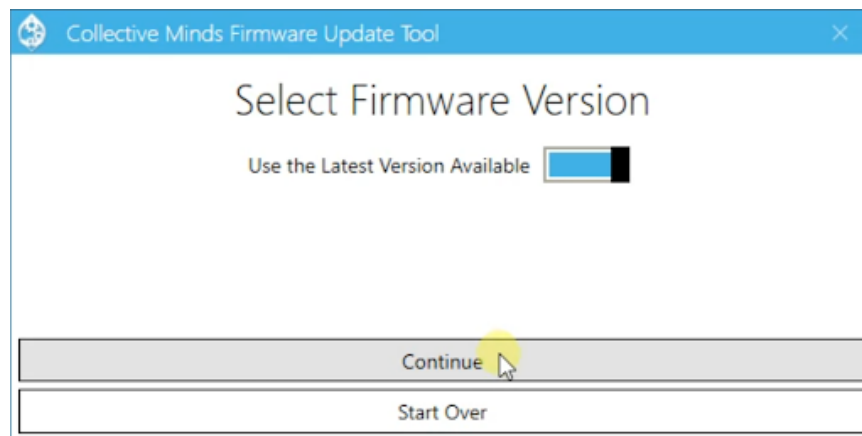 Collective Minds Firmware Update Tool
Select Firmware Version
Use the Latest Version Available
Continue
Start Over